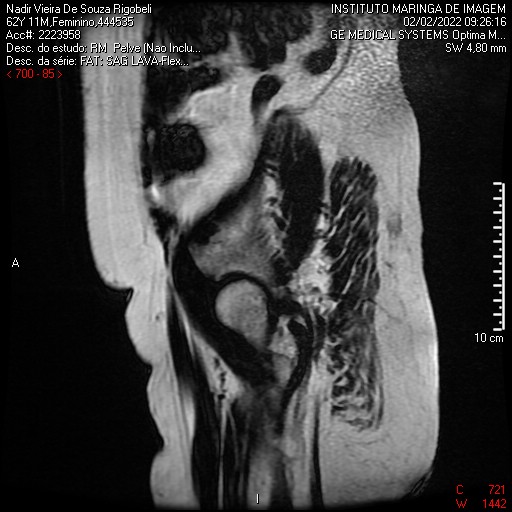 Nadir Vieira De Souza Rigobeli
62Y 11M,Feminino,444535
Acc#: 2223958
Desc. do estudo: RM_Pelve (Nao Inclu...
Desc. da série: FAT: SAG LAVA-Flex...
< 700 - 85 >
INSTITUTO MARINGA DE IMAGEM
02/02/2022 09:26:16
GE MEDICAL SYSTEMS Optima M...
SW 4,80 mm
A
10 cm
I
C 721
W 1442